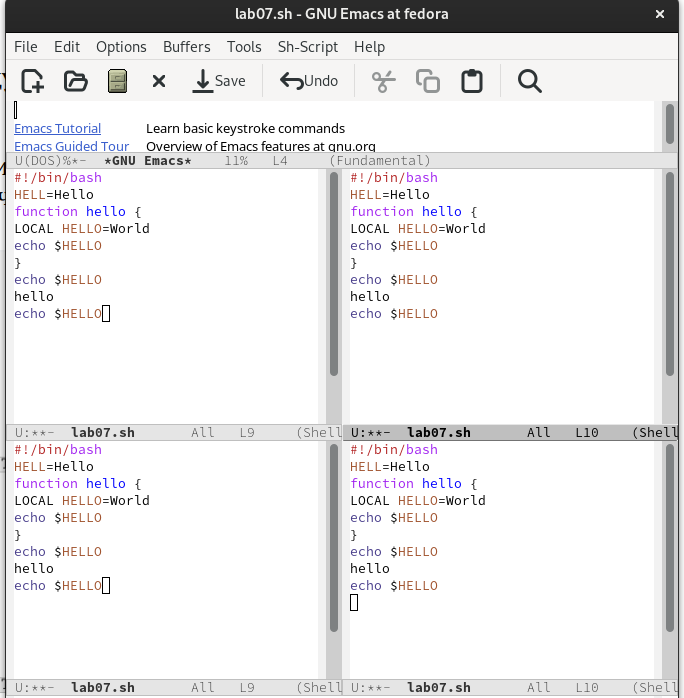 lab07.sh - GNU Emacs at fedora
File Edit Options Buffers Tools Sh-Script Help
Save Undo
Emacs Tutorial Learn basic keystroke commands
Emacs Guided Tour Overview of Emacs features at gnu.org
U(DOS)%*- *GNU Emacs* 11% L4 (Fundamental)
#!/bin/bash
HELL=Hello
function hello {
LOCAL HELLO=World
echo $HELLO
}
echo $HELLO
hello
echo $HELLO
U:**- lab07.sh All L9 (Shell
#!/bin/bash
HELL=Hello
function hello {
LOCAL HELLO=World
echo $HELLO
}
echo $HELLO
hello
echo $HELLO
U:**- lab07.sh All L10 (Shell
#!/bin/bash
HELL=Hello
function hello {
LOCAL HELLO=World
echo $HELLO
}
echo $HELLO
hello
echo $HELLO
U:**- lab07.sh All L9 (Shell
#!/bin/bash
HELL=Hello
function hello {
LOCAL HELLO=World
echo $HELLO
}
echo $HELLO
hello
echo $HELLO
U:**- lab07.sh All L10 (Shell